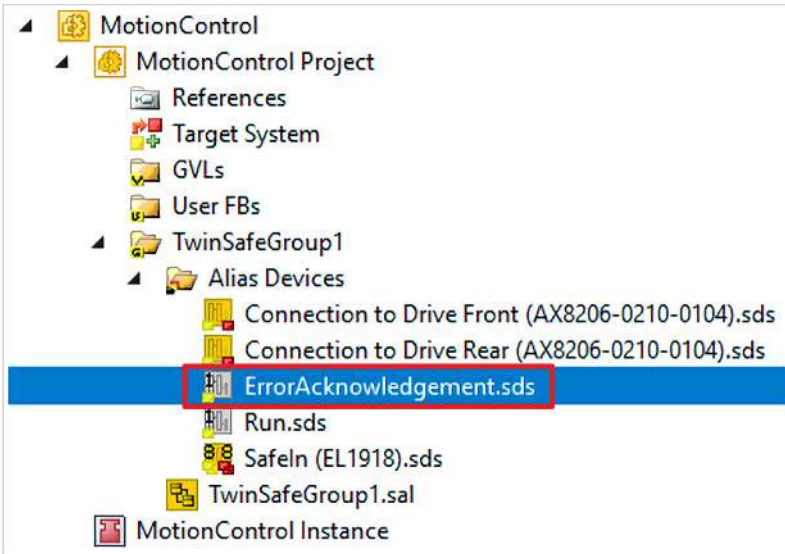 MotionControl
MotionControl Project
References
Target System
GVLs
User FBs
TwinSafeGroup1
Alias Devices
Connection to Drive Front (AX8206-0210-0104).sds
Connection to Drive Rear (AX8206-0210-0104).sds
ErrorAcknowledgement.sds
Run.sds
SafeIn (EL1918).sds
TwinSafeGroup1.sal
MotionControl Instance